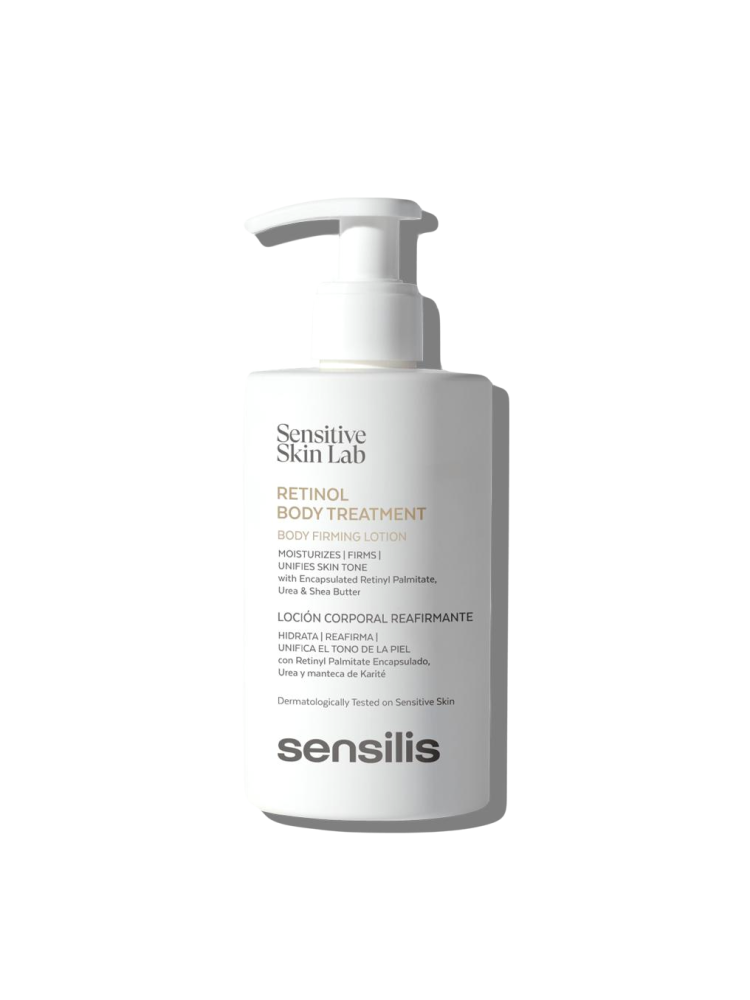 Sensitive
Skin Lab
RETINOL
BODY TREATMENT
BODY FIRMING LOTION
MOISTURIZES | FIRMS |
UNIFIES SKIN TONE
with Encapsulated Retinyl Palmitate,
Urea & Shea Butter
LOCIÓN CORPORAL REAFIRMANTE
HIDRATA | REAFIRMA |
UNIFICA EL TONO DE LA PIEL
con Retinyl Palmitate Encapsulado,
Urea y manteca de Karité
Dermatologically Tested on Sensitive Skin
sensilis